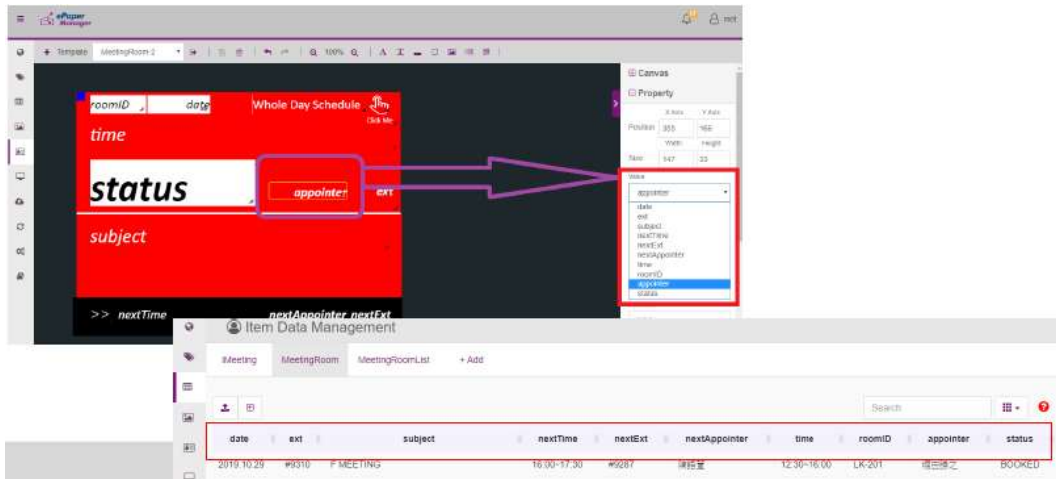 ePaper
Manager
Template MeetingRoom-2 100%
Canvas
Property
X Axis Y Axis
Position 355 166
Width Height
Size 147 33
Value
appointer
date
ext
subject
nextTime
nextExt
nextAppointer
time
roomID
appointer
status
roomID date Whole Day Schedule
Click Me
time
status appointer ext
subject
>> nextTime nextAppointer nextExt
Item Data Management
MeetingRoom MeetingRoomList + Add
Search
date ext subject nextTime nextExt nextAppointer time roomID appointer status
2019.10.29 #9310 F MEETING 16:00~17:30 #9287 12:30~16:00 LK-201 BOOKED